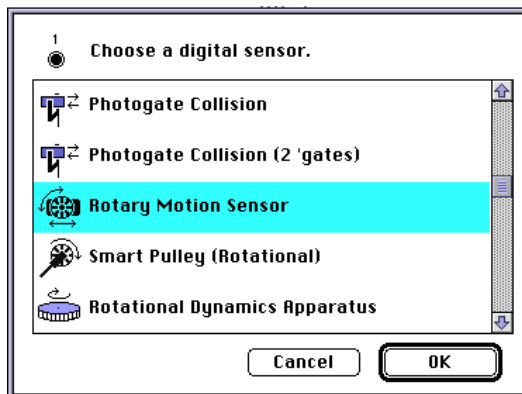 1
Choose a digital sensor.
Photogate Collision
Photogate Collision (2 'gates)
Rotary Motion Sensor
Smart Pulley (Rotational)
Rotational Dynamics Apparatus
Cancel OK